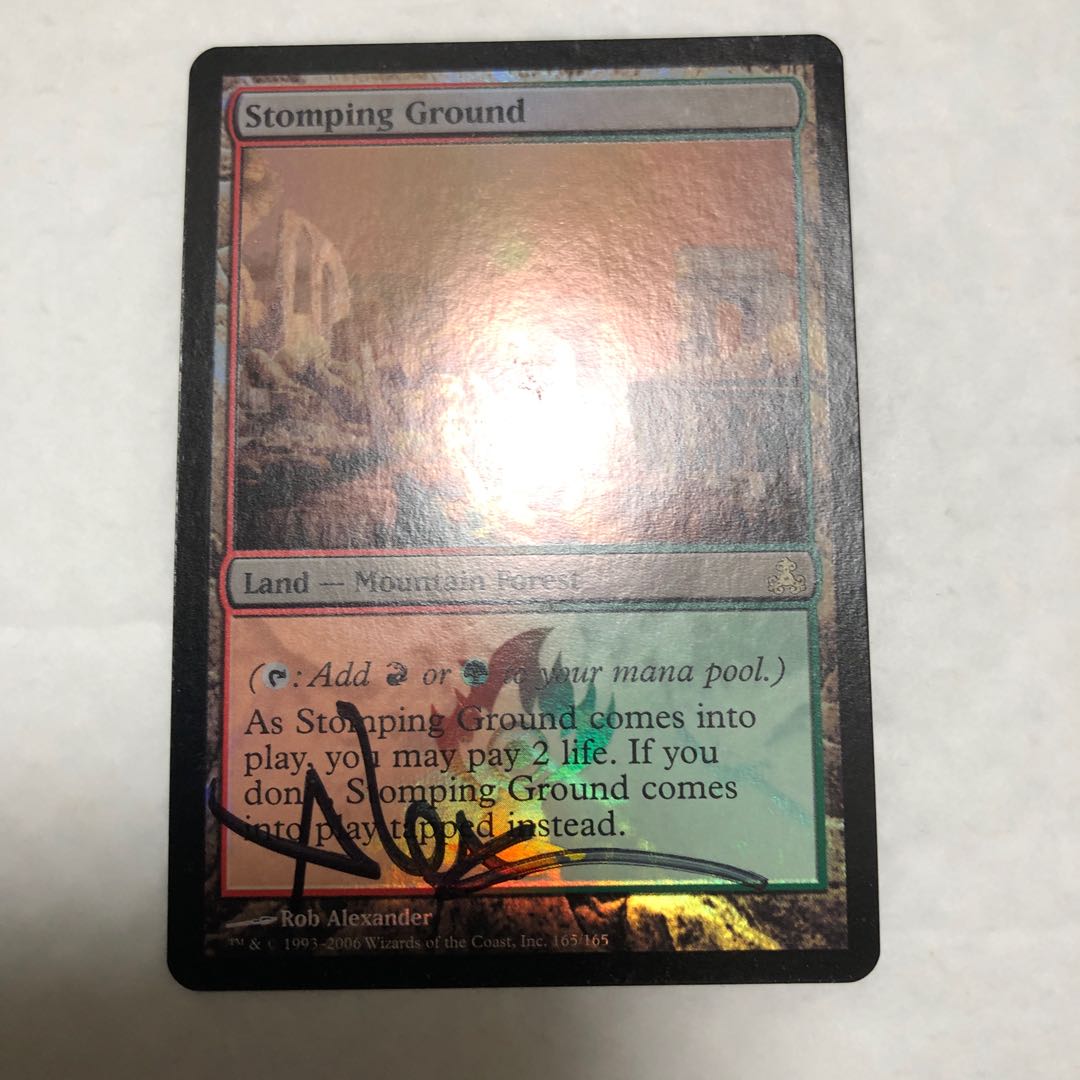 Stomping Ground
Land — Mountain Forest
(: Add or to your mana pool.)
As Stomping Ground comes into
play, you may pay 2 life. If you
don't, Stomping Ground comes
into play tapped instead.
Rob Alexander
™ & © 1993-2006 Wizards of the Coast, Inc. 165/165